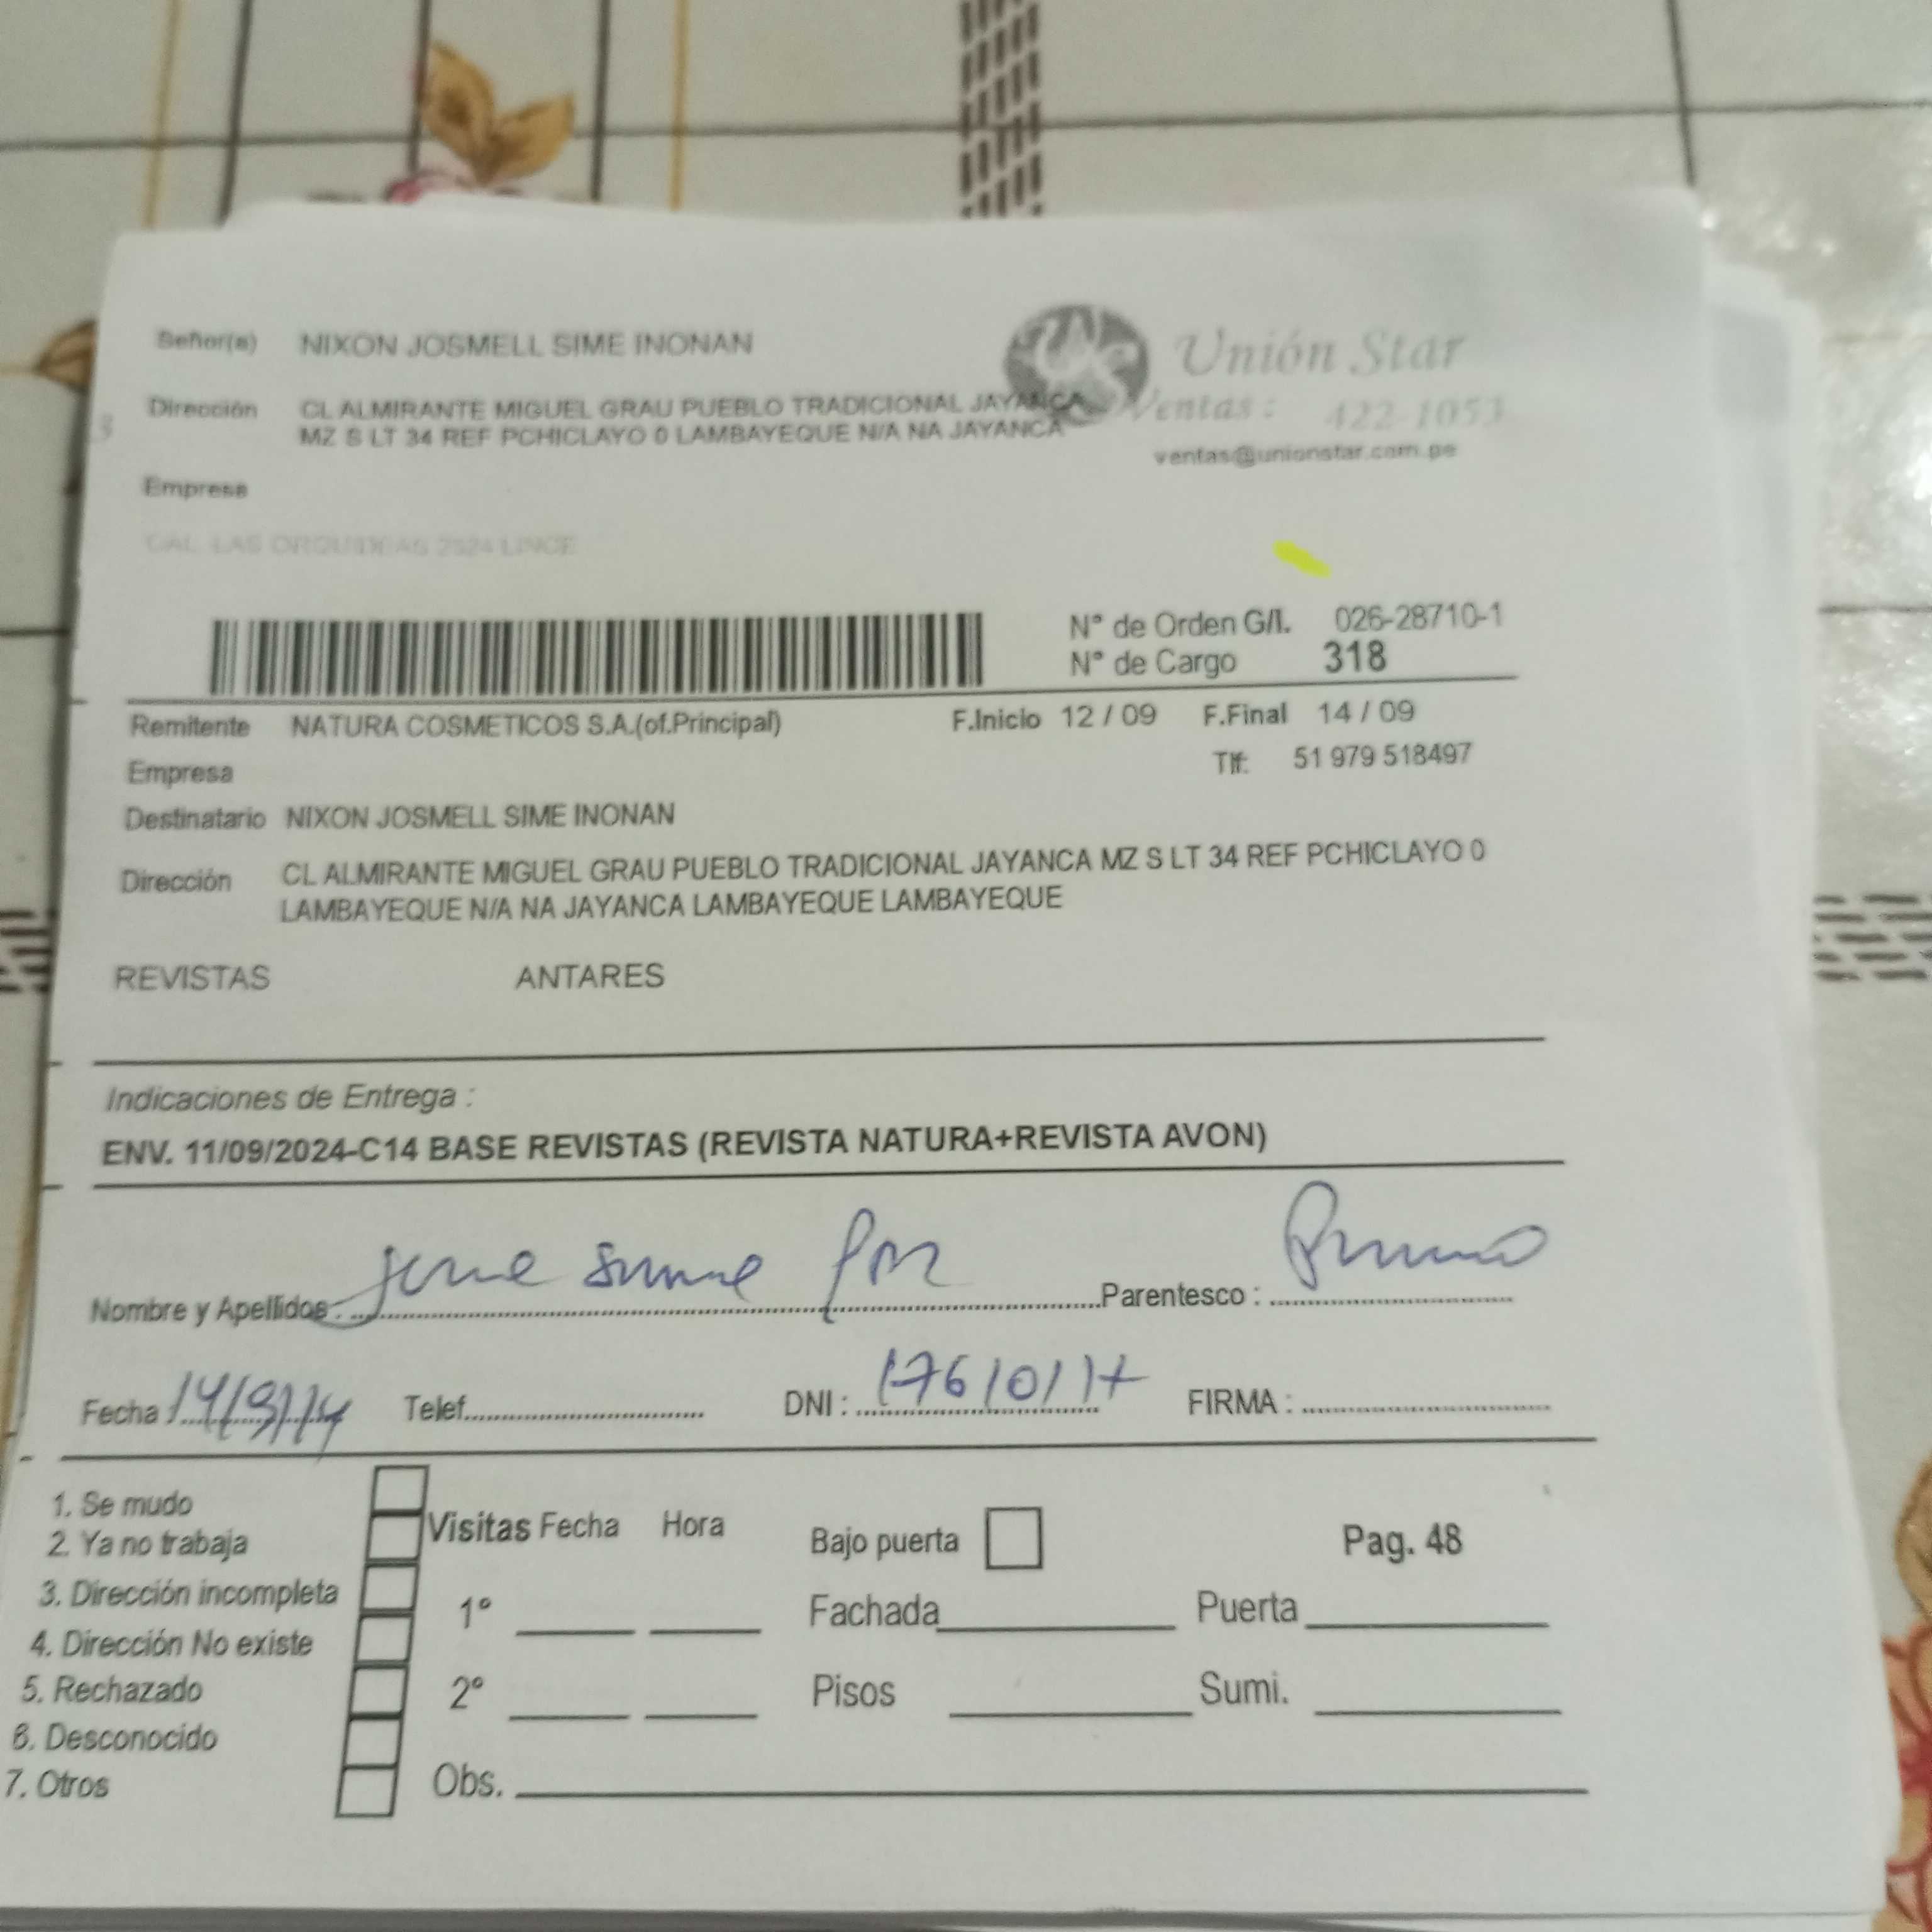 Señor(a) NIXON JOSMELL SIME INONAN
Unión Star
Dirección CL ALMIRANTE MIGUEL GRAU PUEBLO TRADICIONAL JAYANCA
MZ S LT 34 REF PCHICLAYO 0 LAMBAYEQUE N/A NA JAYANCA
Ventas: 422-1053
ventas@unionstar.com.pe
Empresa
CAL. LAS ORQUIDEAS 2524 LINCE
N° de Orden G/I. 026-28710-1
N° de Cargo 318
Remitente NATURA COSMETICOS S.A.(of.Principal) F.Inicio 12 / 09 F.Final 14 / 09
Empresa Tlf: 51 979 518497
Destinatario NIXON JOSMELL SIME INONAN
Dirección CL ALMIRANTE MIGUEL GRAU PUEBLO TRADICIONAL JAYANCA MZ S LT 34 REF PCHICLAYO 0
LAMBAYEQUE N/A NA JAYANCA LAMBAYEQUE LAMBAYEQUE
REVISTAS ANTARES
Indicaciones de Entrega :
ENV. 11/09/2024-C14 BASE REVISTAS (REVISTA NATURA+REVISTA AVON)
Nombre y Apellidos : Parentesco :
Fecha Telef. DNI : FIRMA :
1. Se mudo
2. Ya no trabaja
3. Dirección incompleta
4. Dirección No existe
5. Rechazado
6. Desconocido
7. Otros
Visitas Fecha Hora
1°
2°
Obs.
Bajo puerta Pag. 48
Fachada Puerta
Pisos Sumi.